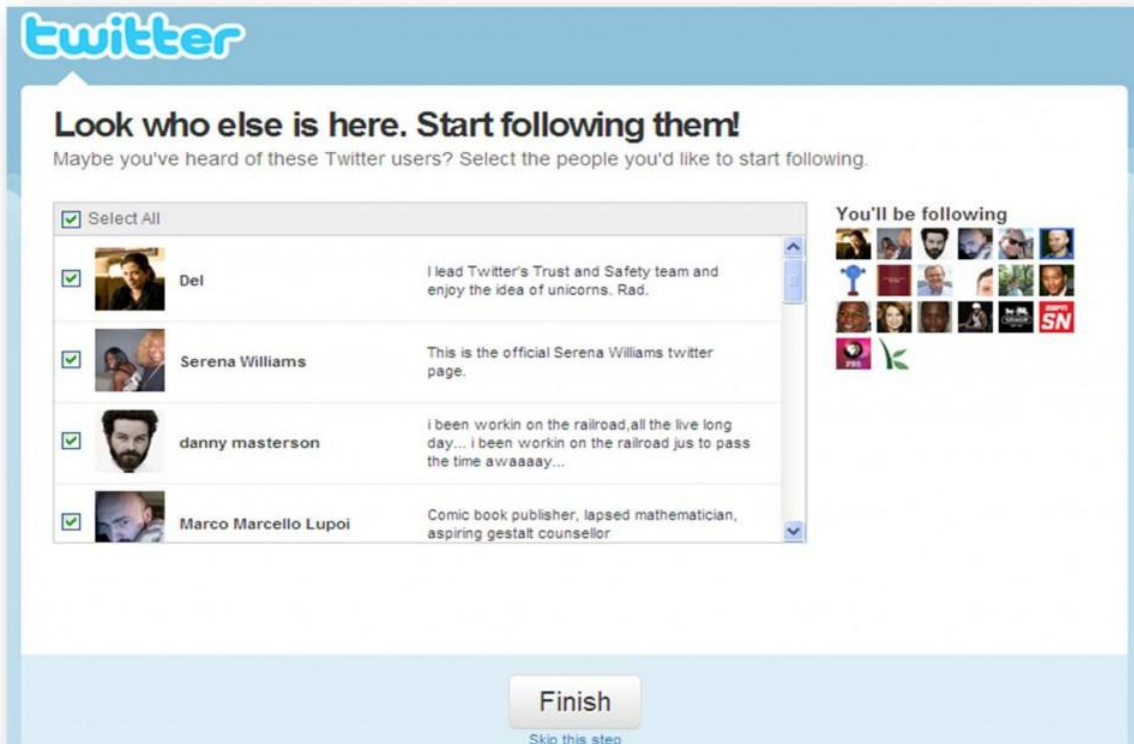 twitter
Look who else is here. Start following them!
Maybe you've heard of these Twitter users? Select the people you'd like to start following.
Select All
Del
I lead Twitter's Trust and Safety team and
enjoy the idea of unicorns. Rad.
Serena Williams
This is the official Serena Williams twitter
page.
danny masterson
i been workin on the railroad,all the live long
day... i been workin on the railroad jus to pass
the time awaaaay...
Marco Marcello Lupoi
Comic book publisher, lapsed mathematician,
aspiring gestalt counsellor
You'll be following
SN
PBS
Finish
Skip this step